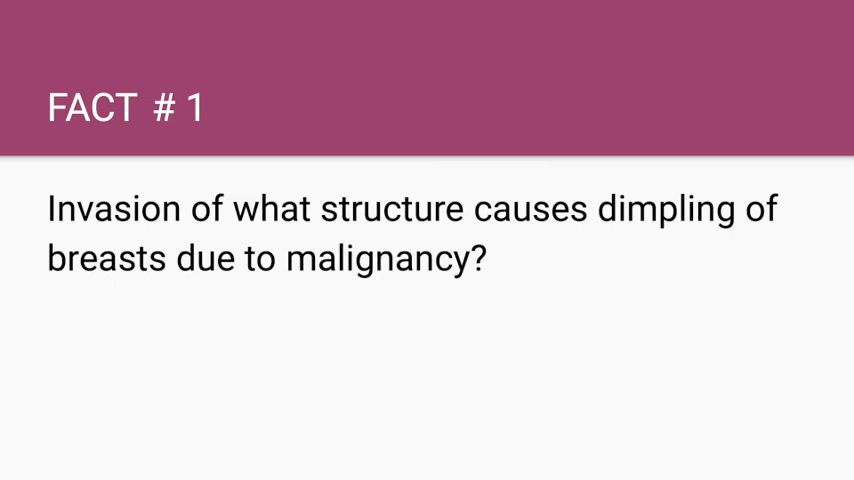 FACT # 1
Invasion of what structure causes dimpling of
breasts due to malignancy?